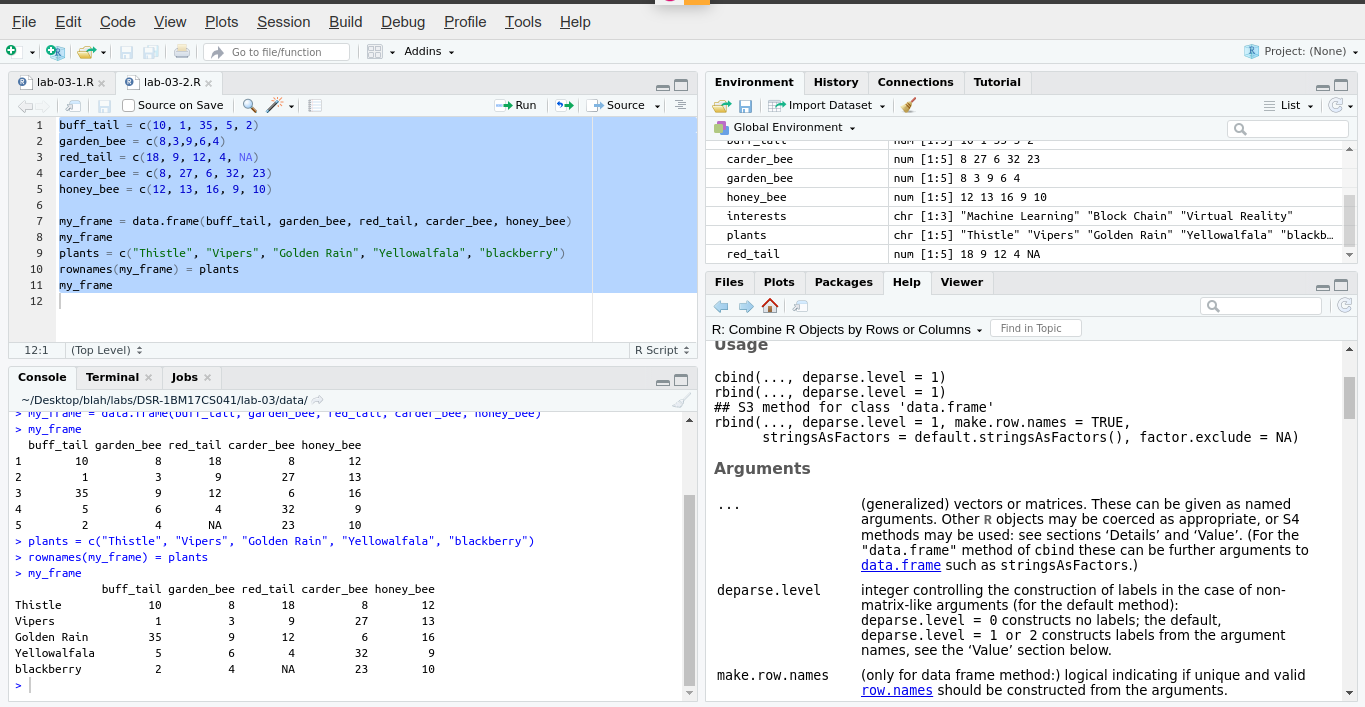 File Edit Code View Plots Session Build Debug Profile Tools Help
Go to file/function Addins Project: (None)
lab-03-1.R lab-03-2.R
Source on Save Run Source
1 buff_tail = c(10, 1, 35, 5, 2)
2 garden_bee = c(8,3,9,6,4)
3 red_tail = c(18, 9, 12, 4, NA)
4 carder_bee = c(8, 27, 6, 32, 23)
5 honey_bee = c(12, 13, 16, 9, 10)
6
7 my_frame = data.frame(buff_tail, garden_bee, red_tail, carder_bee, honey_bee)
8 my_frame
9 plants = c("Thistle", "Vipers", "Golden Rain", "Yellowalfala", "blackberry")
10 rownames(my_frame) = plants
11 my_frame
12
12:1 (Top Level) R Script
Console Terminal Jobs
~/Desktop/blah/labs/DSR-1BM17CS041/lab-03/data/
> my_frame = data.frame(buff_tail, garden_bee, red_tail, carder_bee, honey_bee)
> my_frame
buff_tail garden_bee red_tail carder_bee honey_bee
1 10 8 18 8 12
2 1 3 9 27 13
3 35 9 12 6 16
4 5 6 4 32 9
5 2 4 NA 23 10
> plants = c("Thistle", "Vipers", "Golden Rain", "Yellowalfala", "blackberry")
> rownames(my_frame) = plants
> my_frame
buff_tail garden_bee red_tail carder_bee honey_bee
Thistle 10 8 18 8 12
Vipers 1 3 9 27 13
Golden Rain 35 9 12 6 16
Yellowalfala 5 6 4 32 9
blackberry 2 4 NA 23 10
>
Environment History Connections Tutorial
Import Dataset List
Global Environment
buff_tail num [1:5] 10 1 35 5 2
carder_bee num [1:5] 8 27 6 32 23
garden_bee num [1:5] 8 3 9 6 4
honey_bee num [1:5] 12 13 16 9 10
interests chr [1:3] "Machine Learning" "Block Chain" "Virtual Reality"
plants chr [1:5] "Thistle" "Vipers" "Golden Rain" "Yellowalfala" "blackb…
red_tail num [1:5] 18 9 12 4 NA
Files Plots Packages Help Viewer
R: Combine R Objects by Rows or Columns Find in Topic
Usage
cbind(..., deparse.level = 1)
rbind(..., deparse.level = 1)
## S3 method for class 'data.frame'
rbind(..., deparse.level = 1, make.row.names = TRUE,
stringsAsFactors = default.stringsAsFactors(), factor.exclude = NA)
Arguments
... (generalized) vectors or matrices. These can be given as named
arguments. Other R objects may be coerced as appropriate, or S4
methods may be used: see sections ‘Details’ and ‘Value’. (For the
"data.frame" method of cbind these can be further arguments to
data.frame such as stringsAsFactors.)
deparse.level integer controlling the construction of labels in the case of non-
matrix-like arguments (for the default method):
deparse.level = 0 constructs no labels; the default,
deparse.level = 1 or 2 constructs labels from the argument
names, see the ‘Value’ section below.
make.row.names (only for data frame method:) logical indicating if unique and valid
row.names should be constructed from the arguments.